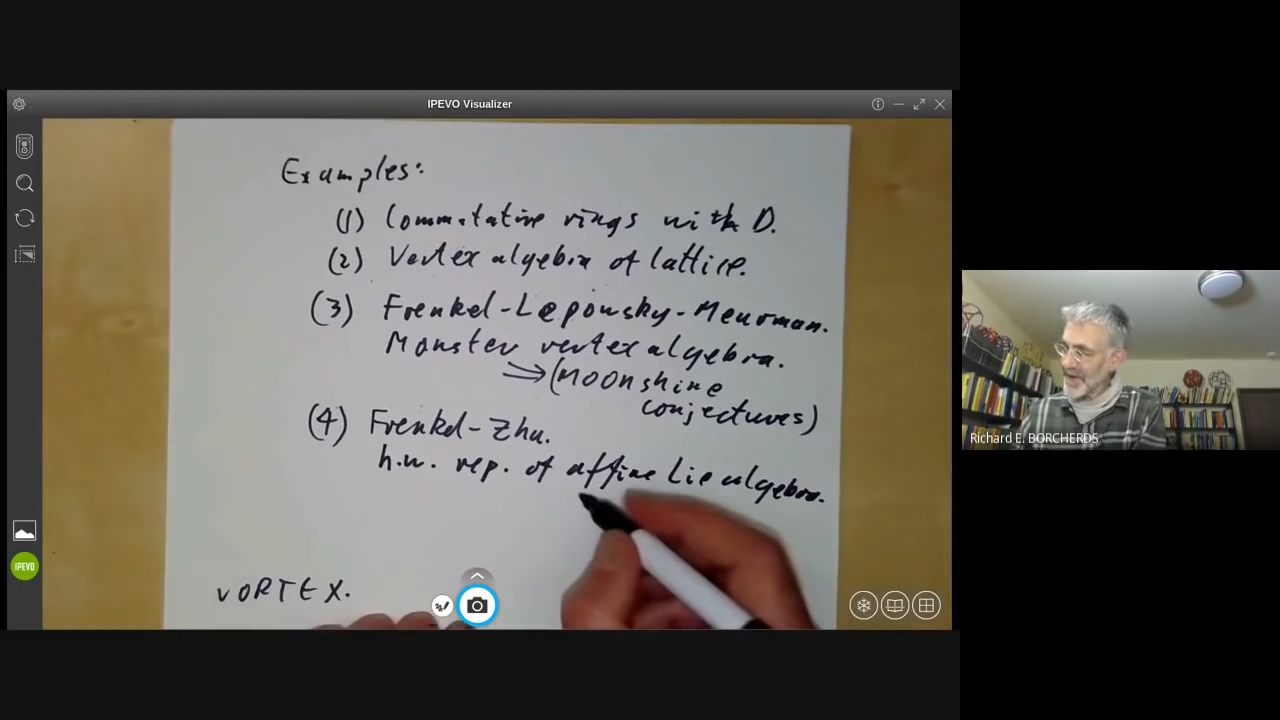 IPEVO Visualizer
Examples:
(1) Commutative rings with D.
(2) Vertex algebra of lattice.
(3) Frenkel-Lepowsky-Meurman.
Monster vertex algebra.
⇒ (Moonshine
conjectures)
(4) Frenkel-Zhu.
h.w. rep. of affine Lie algebra.
VORTEX.
IPEVO
Richard E. BORCHERDS